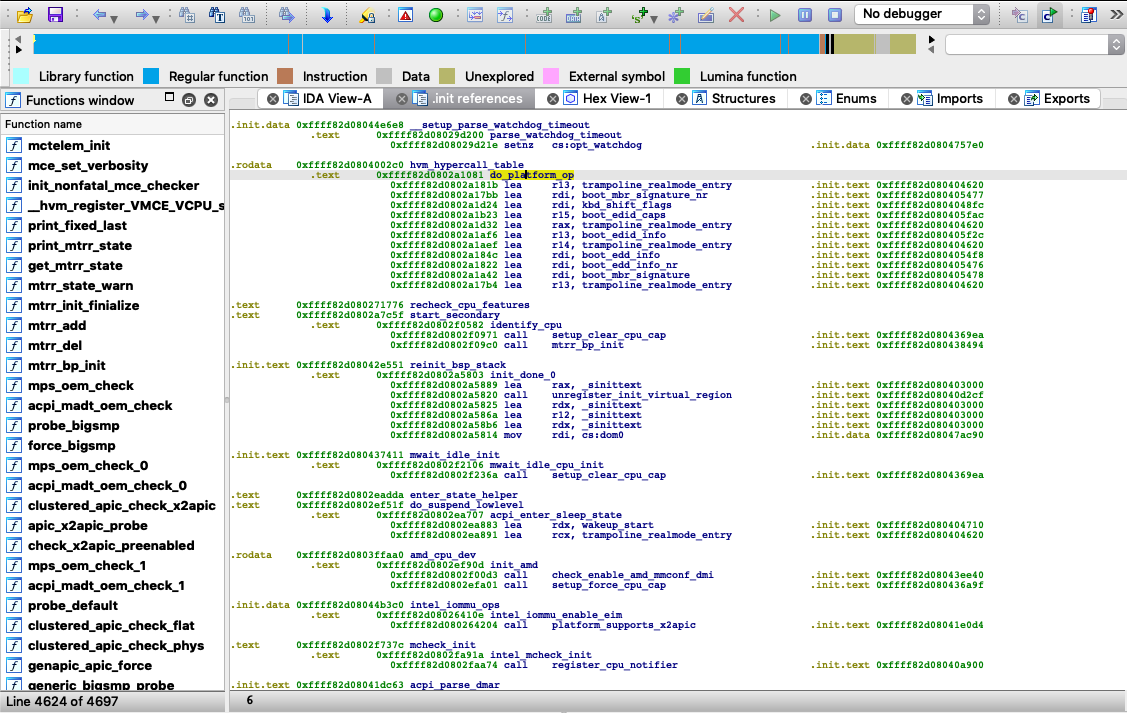 No debugger
Library function Regular function Instruction Data Unexplored External symbol Lumina function
Functions window
IDA View-A .init references Hex View-1 Structures Enums Imports Exports
Function name
mctelem_init
mce_set_verbosity
init_nonfatal_mce_checker
__hvm_register_VMCE_VCPU_s
print_fixed_last
print_mtrr_state
get_mtrr_state
mtrr_state_warn
mtrr_init_finialize
mtrr_add
mtrr_del
mtrr_bp_init
mps_oem_check
acpi_madt_oem_check
probe_bigsmp
force_bigsmp
mps_oem_check_0
acpi_madt_oem_check_0
clustered_apic_check_x2apic
apic_x2apic_probe
check_x2apic_preenabled
mps_oem_check_1
acpi_madt_oem_check_1
probe_default
clustered_apic_check_flat
clustered_apic_check_phys
genapic_apic_force
generic_bigsmp_probe
Line 4624 of 4697
.init.data 0xffff82d08044e6e8 __setup_parse_watchdog_timeout
.text 0xffff82d08029d200 parse_watchdog_timeout
0xffff82d08029d21e setnz cs:opt_watchdog .init.data 0xffff82d0804757e0
.rodata 0xffff82d0804002c0 hvm_hypercall_table
.text 0xffff82d0802a1081 do_platform_op
0xffff82d0802a181b lea r13, trampoline_realmode_entry .init.text 0xffff82d080404620
0xffff82d0802a17bb lea rdi, boot_mbr_signature_nr .init.text 0xffff82d080405477
0xffff82d0802a1d24 lea rdi, kbd_shift_flags .init.text 0xffff82d0804048fc
0xffff82d0802a1b23 lea r15, boot_edid_caps .init.text 0xffff82d080405fac
0xffff82d0802a1d32 lea rax, trampoline_realmode_entry .init.text 0xffff82d080404620
0xffff82d0802a1af6 lea r13, boot_edid_info .init.text 0xffff82d080405f2c
0xffff82d0802a1aef lea r14, trampoline_realmode_entry .init.text 0xffff82d080404620
0xffff82d0802a184c lea rdi, boot_edd_info .init.text 0xffff82d0804054f8
0xffff82d0802a1822 lea rdi, boot_edd_info_nr .init.text 0xffff82d080405476
0xffff82d0802a1a42 lea rdi, boot_mbr_signature .init.text 0xffff82d080405478
0xffff82d0802a17b4 lea r13, trampoline_realmode_entry .init.text 0xffff82d080404620
.text 0xffff82d080271776 recheck_cpu_features
.text 0xffff82d0802a7c5f start_secondary
.text 0xffff82d0802f0582 identify_cpu
0xffff82d0802f0971 call setup_clear_cpu_cap .init.text 0xffff82d0804369ea
0xffff82d0802f09c0 call mtrr_bp_init .init.text 0xffff82d080438494
.init.text 0xffff82d08042e551 reinit_bsp_stack
.text 0xffff82d0802a5803 init_done_0
0xffff82d0802a5889 lea rax, _sinittext .init.text 0xffff82d080403000
0xffff82d0802a5820 call unregister_init_virtual_region .init.text 0xffff82d08040d2cf
0xffff82d0802a5825 lea rdx, _sinittext .init.text 0xffff82d080403000
0xffff82d0802a586a lea r12, _sinittext .init.text 0xffff82d080403000
0xffff82d0802a58b6 lea rdx, _sinittext .init.text 0xffff82d080403000
0xffff82d0802a5814 mov rdi, cs:dom0 .init.data 0xffff82d08047ac90
.init.text 0xffff82d080437411 mwait_idle_init
.text 0xffff82d0802f2106 mwait_idle_cpu_init
0xffff82d0802f236a call setup_clear_cpu_cap .init.text 0xffff82d0804369ea
.text 0xffff82d0802eadda enter_state_helper
.text 0xffff82d0802ef51f do_suspend_lowlevel
.text 0xffff82d0802ea707 acpi_enter_sleep_state
0xffff82d0802ea883 lea rdx, wakeup_start .init.text 0xffff82d080404710
0xffff82d0802ea891 lea rcx, trampoline_realmode_entry .init.text 0xffff82d080404620
.rodata 0xffff82d0803ffaa0 amd_cpu_dev
.text 0xffff82d0802ef90d init_amd
0xffff82d0802f00d3 call check_enable_amd_mmconf_dmi .init.text 0xffff82d08043ee40
0xffff82d0802efa01 call setup_force_cpu_cap .init.text 0xffff82d080436a9f
.init.data 0xffff82d08044b3c0 intel_iommu_ops
.text 0xffff82d08026410e intel_iommu_enable_eim
0xffff82d080264204 call platform_supports_x2apic .init.text 0xffff82d08041e0d4
.text 0xffff82d0802f737c mcheck_init
.text 0xffff82d0802fa91a intel_mcheck_init
0xffff82d0802faa74 call register_cpu_notifier .init.text 0xffff82d08040a900
.init.text 0xffff82d08041dc63 acpi_parse_dmar
6